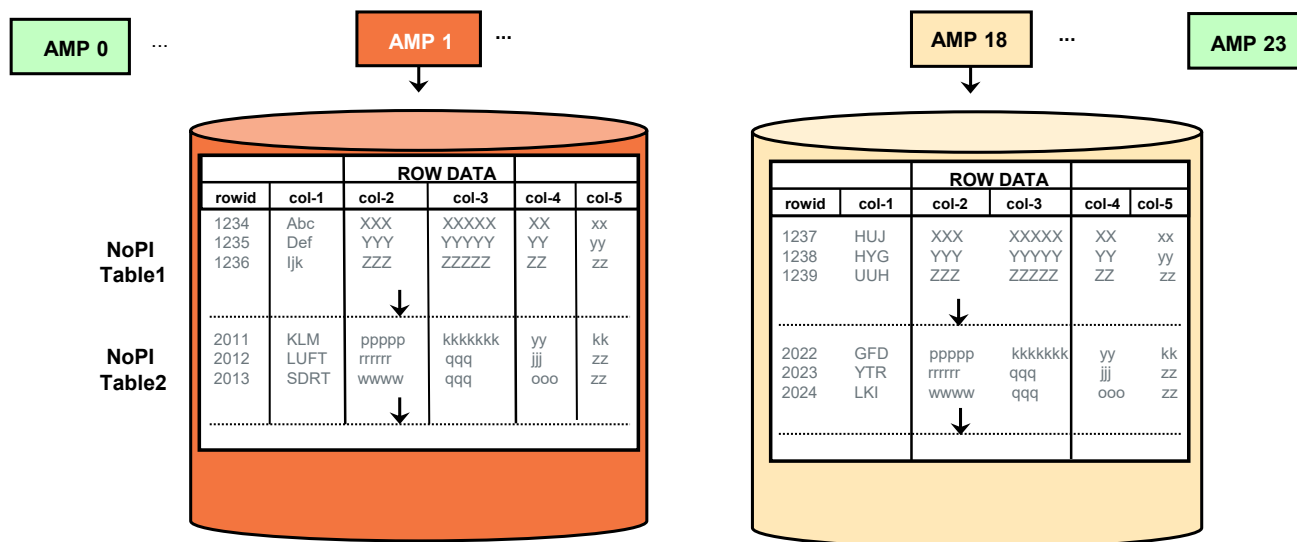 AMP 0 ... AMP 1 ... AMP 18 ... AMP 23
ROW DATA
rowid col-1 col-2 col-3 col-4 col-5
NoPI
Table1
1234 Abc XXX XXXXX XX xx
1235 Def YYY YYYYY YY yy
1236 Ijk ZZZ ZZZZZ ZZ zz
NoPI
Table2
2011 KLM ppppp kkkkkkk yy kk
2012 LUFT rrrrrr qqq jjj zz
2013 SDRT wwww qqq ooo zz
ROW DATA
rowid col-1 col-2 col-3 col-4 col-5
1237 HUJ XXX XXXXX XX xx
1238 HYG YYY YYYYY YY yy
1239 UUH ZZZ ZZZZZ ZZ zz
2022 GFD ppppp kkkkkkk yy kk
2023 YTR rrrrrr qqq jjj zz
2024 LKI wwww qqq ooo zz